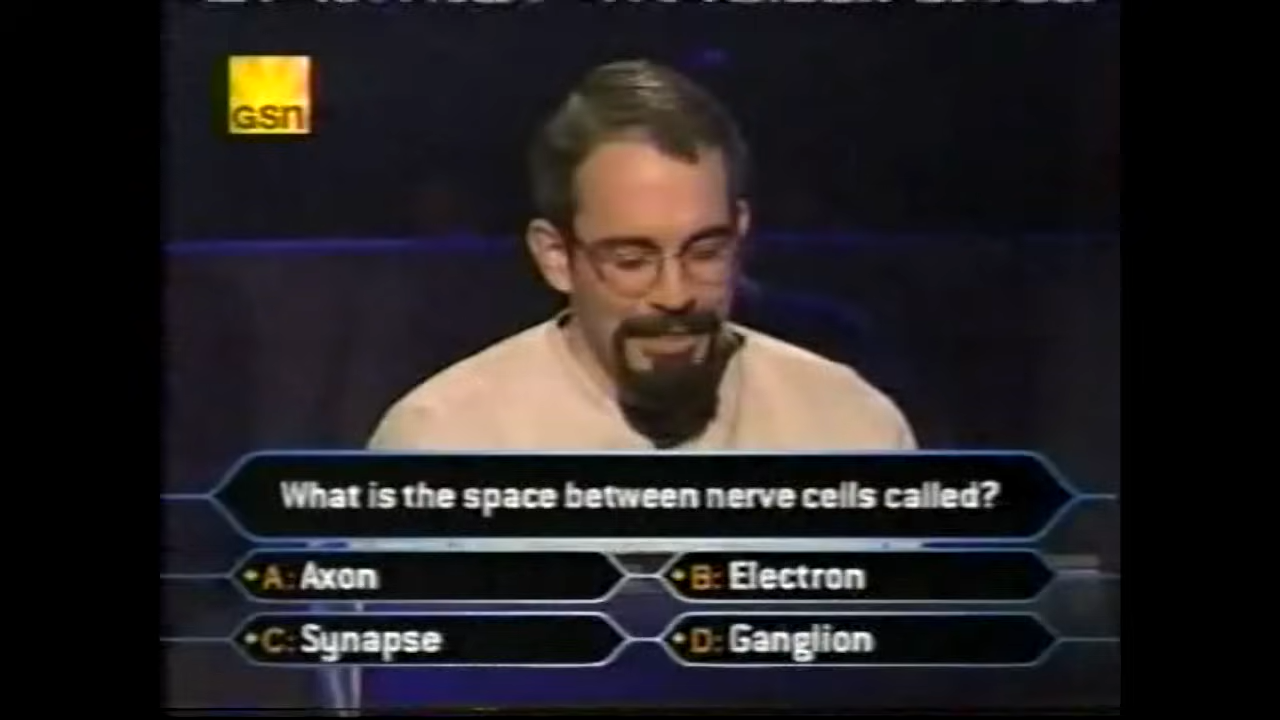 GSN
What is the space between nerve cells called?
A: Axon
B: Electron
C: Synapse
D: Ganglion